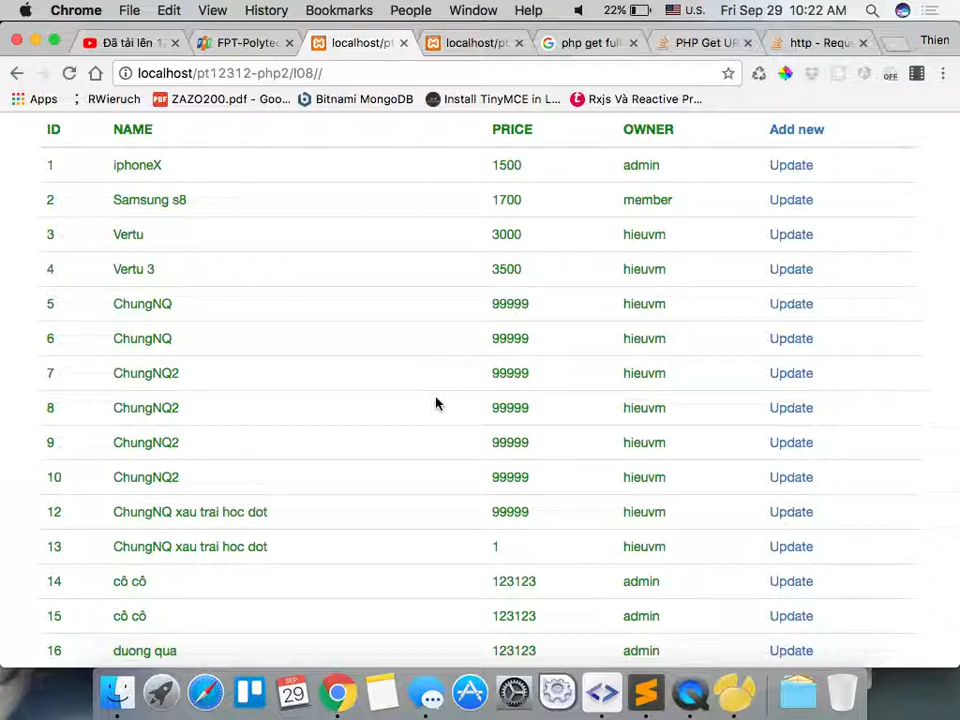 Chrome File Edit View History Bookmarks People Window Help 22% U.S. Fri Sep 29 10:22 AM
Đã tải lên 1 FPT-Polyte localhost/pt localhost/pt php get full PHP Get UR http - Requ Thien
localhost/pt12312-php2/l08//
Apps RWieruch ZAZO200.pdf - Goo... Bitnami MongoDB Install TinyMCE in L... Rxjs Và Reactive Pr...
ID NAME PRICE OWNER Add new
1 iphoneX 1500 admin Update
2 Samsung s8 1700 member Update
3 Vertu 3000 hieuvm Update
4 Vertu 3 3500 hieuvm Update
5 ChungNQ 99999 hieuvm Update
6 ChungNQ 99999 hieuvm Update
7 ChungNQ2 99999 hieuvm Update
8 ChungNQ2 99999 hieuvm Update
9 ChungNQ2 99999 hieuvm Update
10 ChungNQ2 99999 hieuvm Update
12 ChungNQ xau trai hoc dot 99999 hieuvm Update
13 ChungNQ xau trai hoc dot 1 hieuvm Update
14 cô cô 123123 admin Update
15 cô cô 123123 admin Update
16 duong qua 123123 admin Update
SEP
29